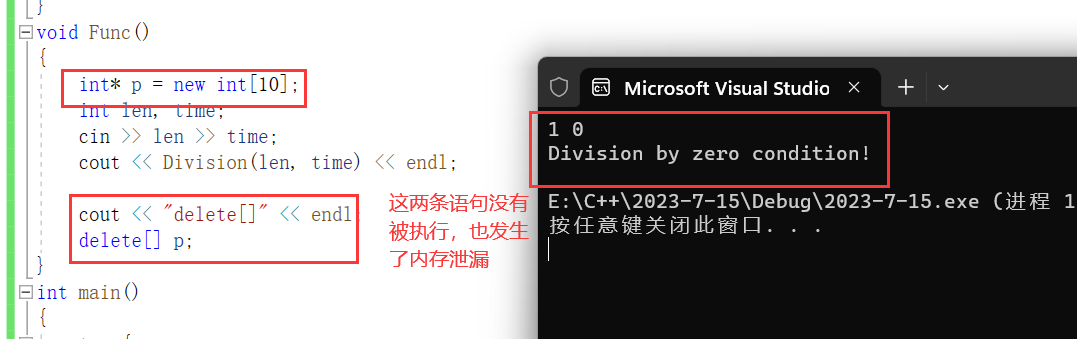 }
void Func()
{
int* p = new int[10];
int len, time;
cin >> len >> time;
cout << Division(len, time) << endl;
cout << "delete[]" << endl
delete[] p;
}
int main()
{
这两条语句没有
被执行，也发生
了内存泄漏
Microsoft Visual Studio
1 0
Division by zero condition!
E:\C++\2023-7-15\Debug\2023-7-15.exe (进程 1
按任意键关闭此窗口. . .